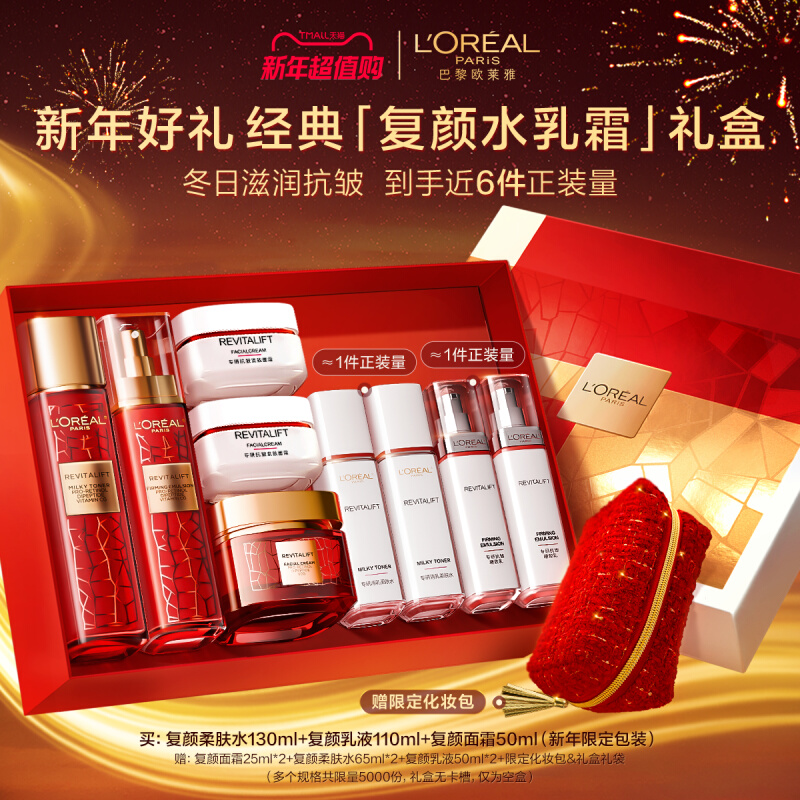 TMALL天猫
新年超值购
L'ORÉAL
PARIS
巴黎欧莱雅
新年好礼 经典「复颜水乳霜」礼盒
冬日滋润抗皱 到手近6件正装量
REVITALIFT
FACIALCREAM
≈1件正装量
≈1件正装量
L'ORÉAL
PARIS
REVITALIFT
MILKY TONER
PRO-RETINOL
DIPEPTIDE
L'ORÉAL
PARIS
REVITALIFT
FIRMING EMULSION
REVITALIFT
FACIALCREAM
REVITALIFT
FACIAL CREAM
L'ORÉAL
REVITALIFT
MILKY TONER
L'ORÉAL
REVITALIFT
MILKY TONER
L'ORÉAL
REVITALIFT
FIRMING
EMULSION
L'ORÉAL
REVITALIFT
FIRMING
EMULSION
L'ORÉAL
PARIS
赠限定化妆包
买: 复颜柔肤水130ml+复颜乳液110ml+复颜面霜50ml(新年限定包装)
赠: 复颜面霜25ml*2+复颜柔肤水65ml*2+复颜乳液50ml*2+限定化妆包&礼盒礼袋
(多个规格共限量5000份, 礼盒无卡槽, 仅为空盒)